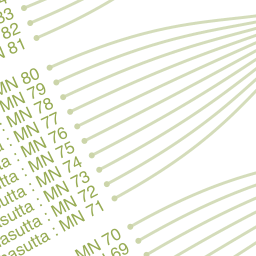 83
82
N 81
MN 80
MN 79
: MN 78
: MN 77
: MN 76
: MN 75
: MN 74
sutta : MN 73
asutta : MN 72
asutta : MN 71
MN 70
69